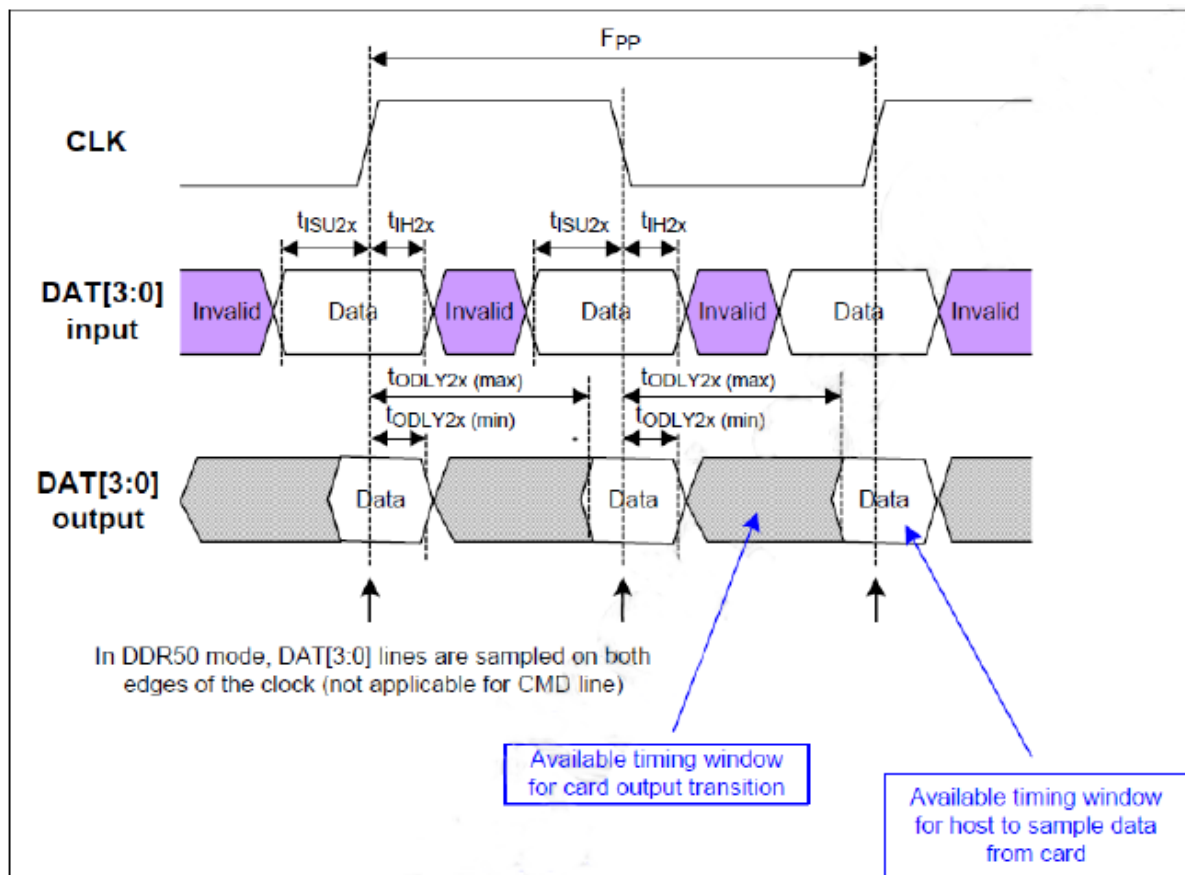 FPP
CLK
tISU2x tIH2x tISU2x tIH2x
DAT[3:0]
input
Invalid Data Invalid Data Invalid Data Invalid
tODLY2x (max) tODLY2x (max)
tODLY2x (min) tODLY2x (min)
DAT[3:0]
output
Data Data Data
In DDR50 mode, DAT[3:0] lines are sampled on both
edges of the clock (not applicable for CMD line)
Available timing window
for card output transition
Available timing window
for host to sample data
from card